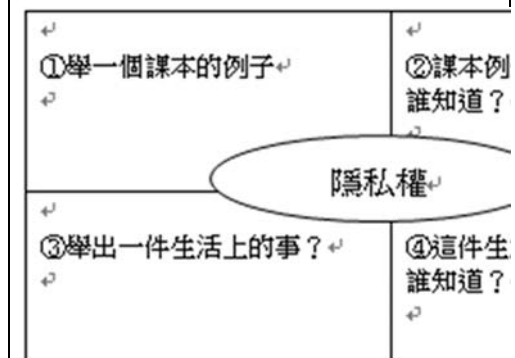 ①舉一個課本的例子
②課本例
誰知道？
隱私權
③舉出一件生活上的事？
④這件生
誰知道？